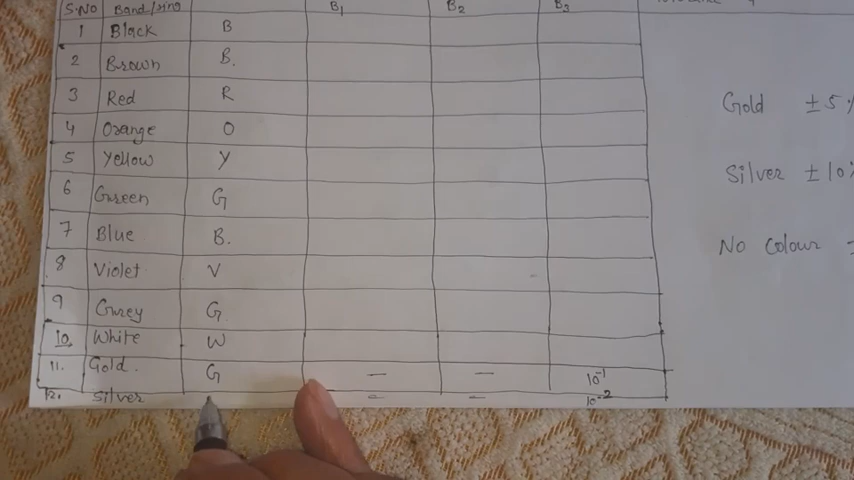 S.No Band/ring B1 B2 B3
1 Black B
2 Brown B.
3 Red R
4 Orange O
5 Yellow Y
6 Green G
7 Blue B.
8 Violet V
9 Grey G
10. White W
11. Gold. G — — 10-1
12. Silver — — 10-2
Gold ±5%
Silver ±10%
No Colour